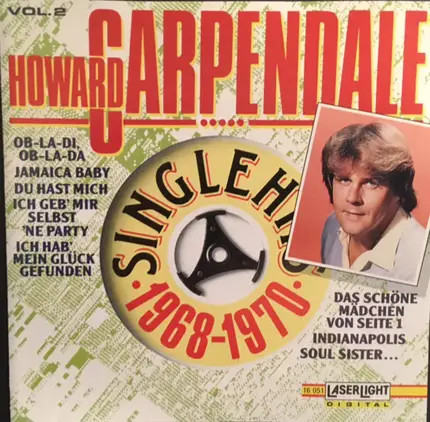 VOL.2
HOWARD CARPENDALE
OB-LA-DI,
OB-LA-DA
JAMAICA BABY
DU HAST MICH
ICH GEB' MIR
SELBST
'NE PARTY
ICH HAB'
MEIN GLÜCK
GEFUNDEN
SINGLEHITS
•1968-1970•
DAS SCHÖNE
MÄDCHEN
VON SEITE 1
INDIANAPOLIS
SOUL SISTER...
16 051
LASERLIGHT
DIGITAL